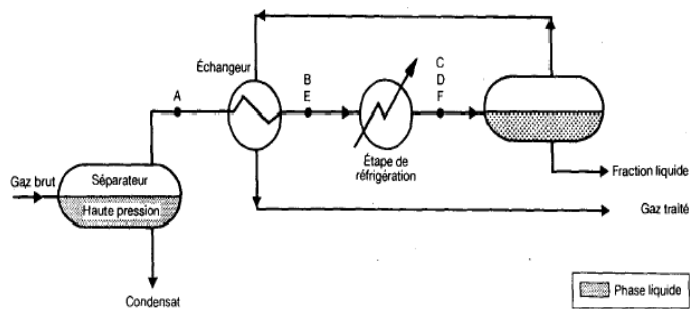 Échangeur
A
B
E
C
D
F
Étape de
réfrigération
Gaz brut
Séparateur
Haute pression
Condensat
Fraction liquide
Gaz traité
Phase liquide